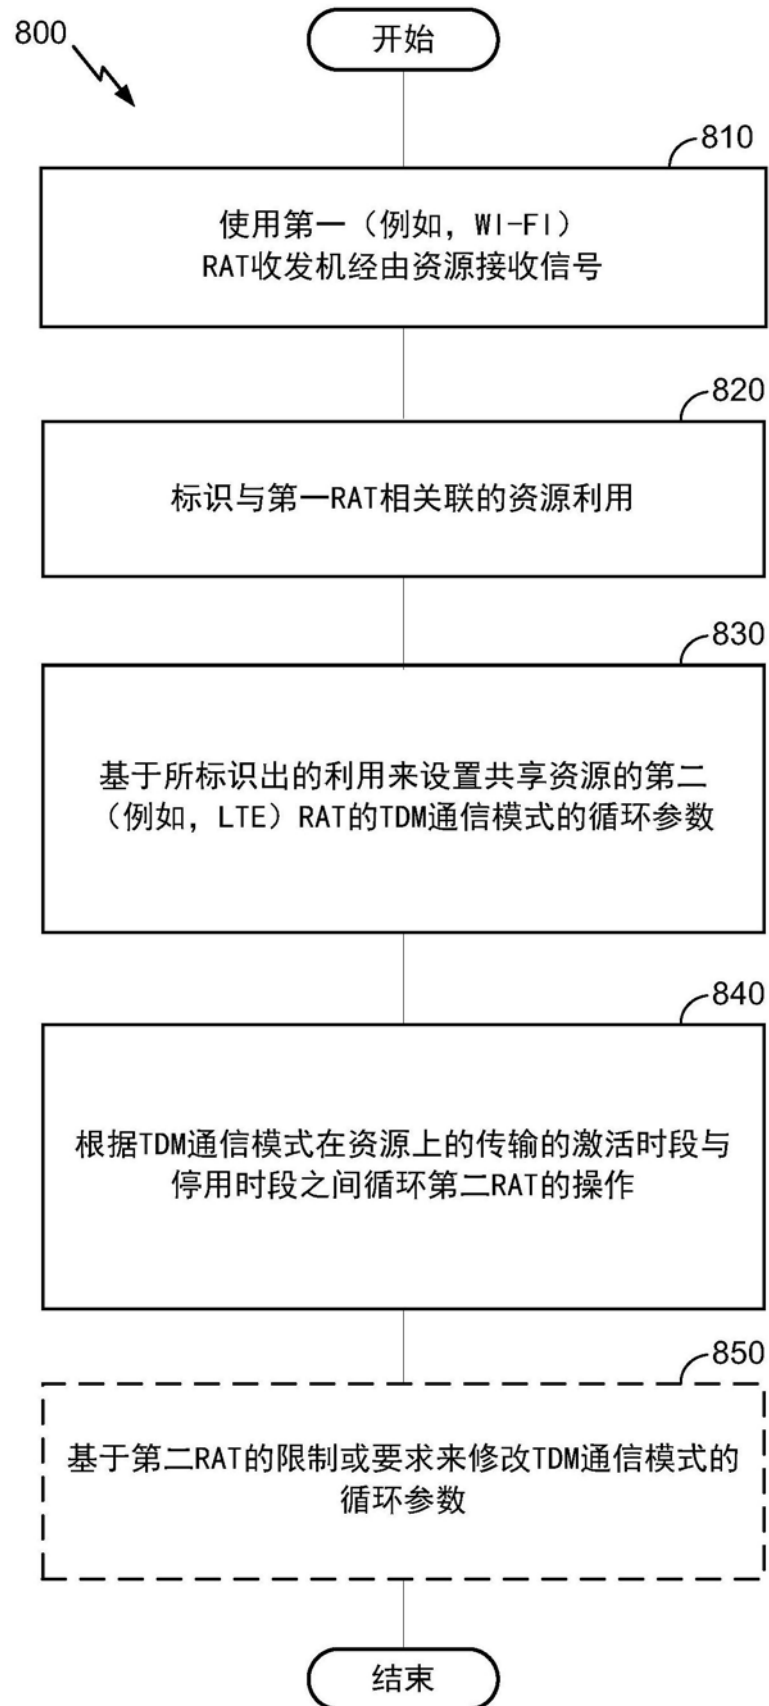 800
开始
810
使用第一（例如，WI-FI）
RAT收发机经由资源接收信号
820
标识与第一RAT相关联的资源利用
830
基于所标识出的利用来设置共享资源的第二
（例如，LTE）RAT的TDM通信模式的循环参数
840
根据TDM通信模式在资源上的传输的激活时段与
停用时段之间循环第二RAT的操作
850
基于第二RAT的限制或要求来修改TDM通信模式的
循环参数
结束